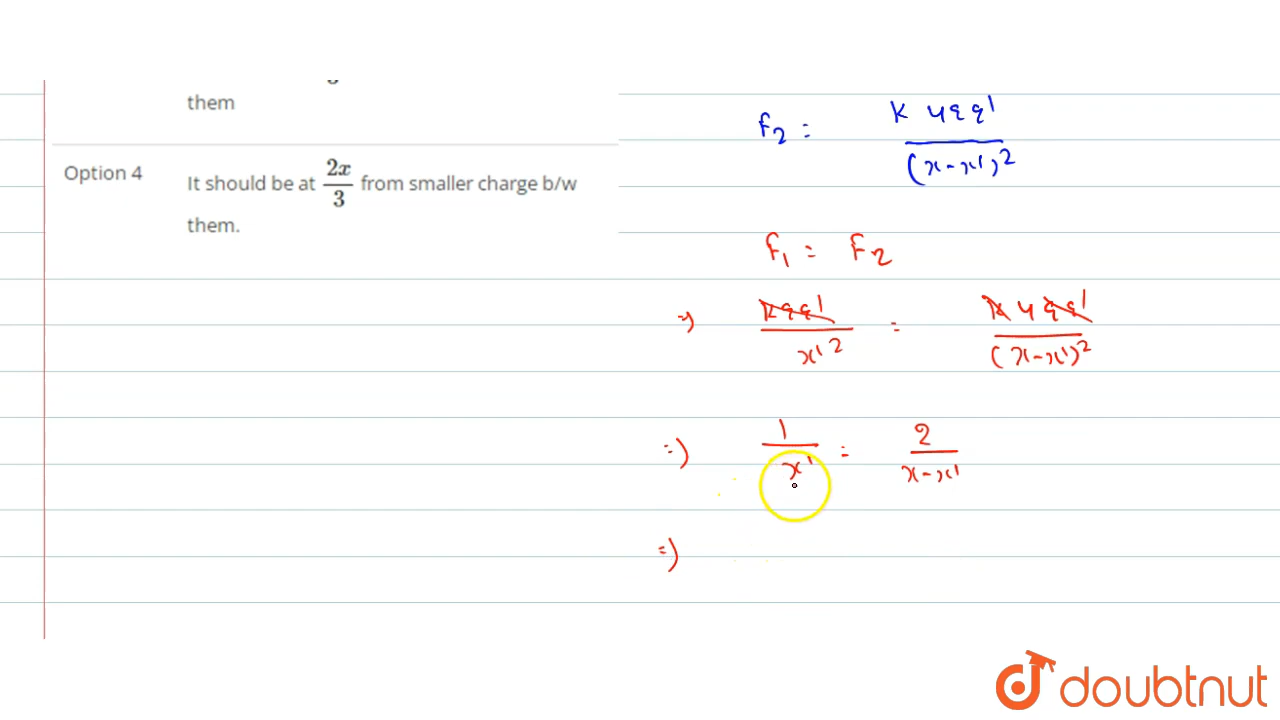 them
Option 4
It should be at 2x/3 from smaller charge b/w
them.
F2 = K 4qq' / (x-x')2
F1 = F2
=) kqq' / x'2 = k4qq' / (x-x')2
=) 1 / x' = 2 / x-x'
=)
doubtnut